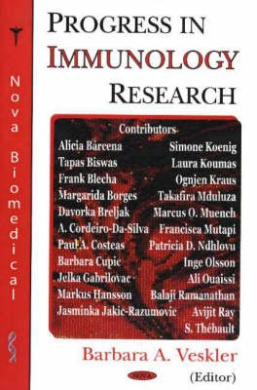 PROGRESS IN
IMMUNOLOGY
RESEARCH
Nova Biomedical
Contributors
Alicia Bárcena
Tapas Biswas
Frank Blecha
Margarida Borges
Davorka Breljak
A. Cordeiro-Da-Silva
Paul A. Costeas
Barbara Cupic
Jelka Gabrilovac
Markus Hansson
Jasminka Jakic-Razumovic
Simone Koenig
Laura Koumas
Ognjen Kraus
Takafira Mduluza
Marcus O. Muench
Francisca Mutapi
Patricia D. Ndhlovu
Inge Olsson
Ali Ouaissi
Balaji Ramanathan
Avijit Ray
S. Thébault
Barbara A. Veskler
NOVA
(Editor)